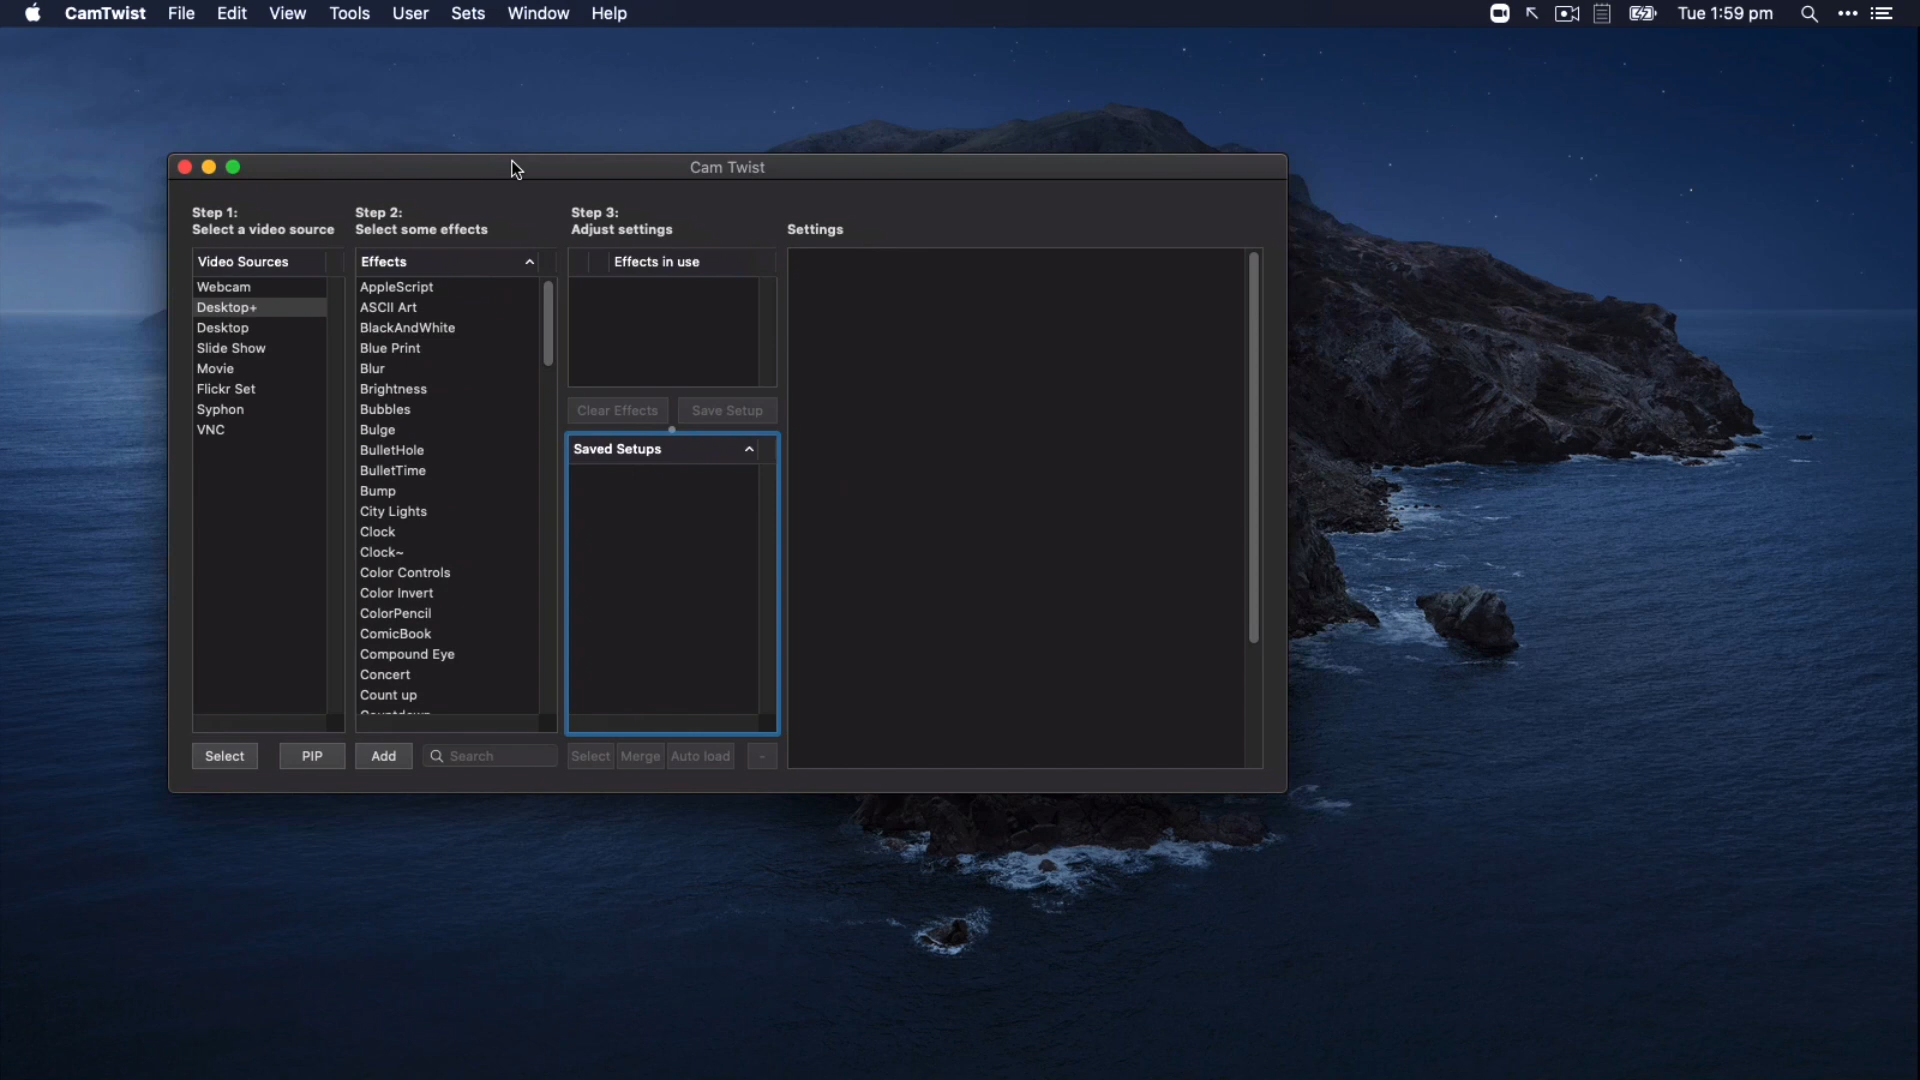 CamTwist File Edit View Tools User Sets Window Help Tue 1:59 pm
Cam Twist
Step 1:
Select a video source
Step 2:
Select some effects
Step 3:
Adjust settings
Settings
Video Sources
Webcam
Desktop+
Desktop
Slide Show
Movie
Flickr Set
Syphon
VNC
Select PIP
Effects
AppleScript
ASCII Art
BlackAndWhite
Blue Print
Blur
Brightness
Bubbles
Bulge
BulletHole
BulletTime
Bump
City Lights
Clock
Clock~
Color Controls
Color Invert
ColorPencil
ComicBook
Compound Eye
Concert
Count up
Add Search
Effects in use
Clear Effects Save Setup
Saved Setups
Select Merge Auto load -